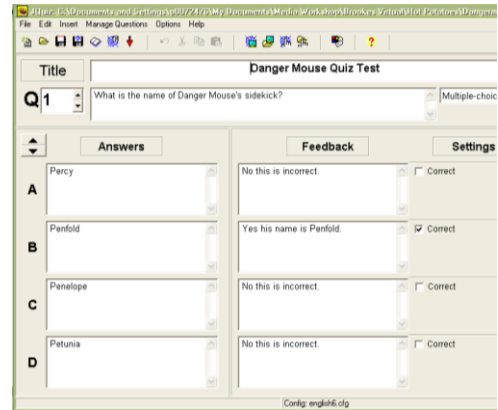 File Edit Insert Manage Questions Options Help
Title Danger Mouse Quiz Test
Q 1 What is the name of Danger Mouse's sidekick? Multiple-choic
Answers Feedback Settings
A Percy No this is incorrect. Correct
B Penfold Yes his name is Penfold. Correct
C Penelope No this is incorrect. Correct
D Petunia No this is incorrect. Correct
Config: english6.cfg